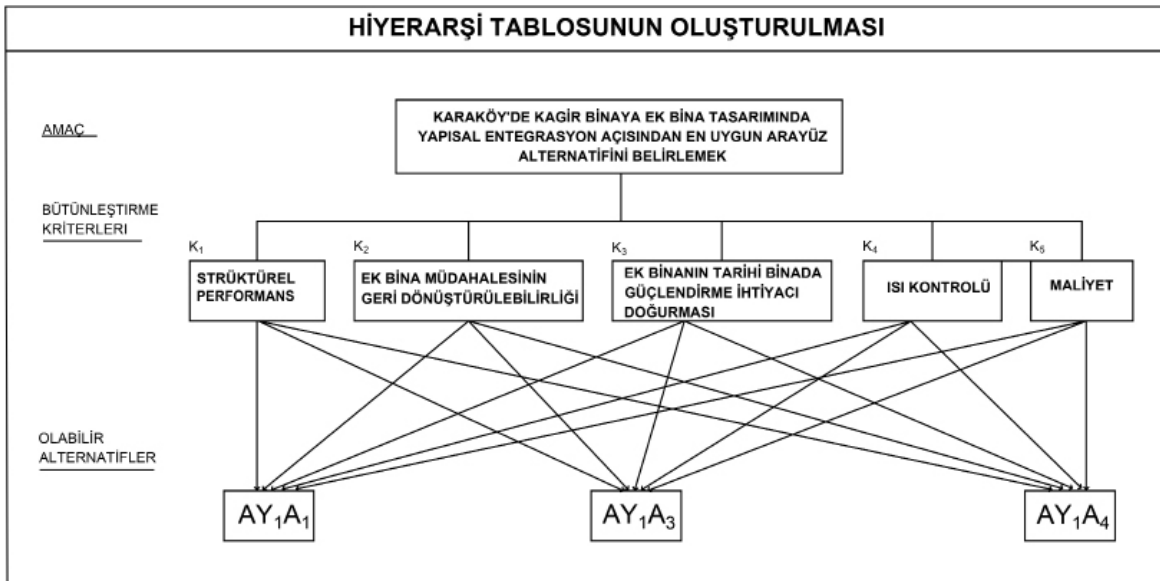 HİYERARŞİ TABLOSUNUN OLUŞTURULMASI
AMAÇ
KARAKÖY'DE KAGİR BİNAYA EK BİNA TASARIMINDA
YAPISAL ENTEGRASYON AÇISINDAN EN UYGUN ARAYÜZ
ALTERNATİFİNİ BELİRLEMEK
BÜTÜNLEŞTIRME
KRİTERLERI
K₁
STRÜKTÜREL
PERFORMANS
K₂
EK BİNA MÜDAHALESİNİN
GERİ DÖNÜŞTÜRÜLEBİLİRLİĞİ
K₃
EK BİNANIN TARİHİ BİNADA
GÜÇLENDİRME İHTİYACI
DOĞURMASI
K₄
ISI KONTROLÜ
K₅
MALİYET
OLABİLİR
ALTERNATİFLER
AY₁A₁
AY₁A₃
AY₁A₄